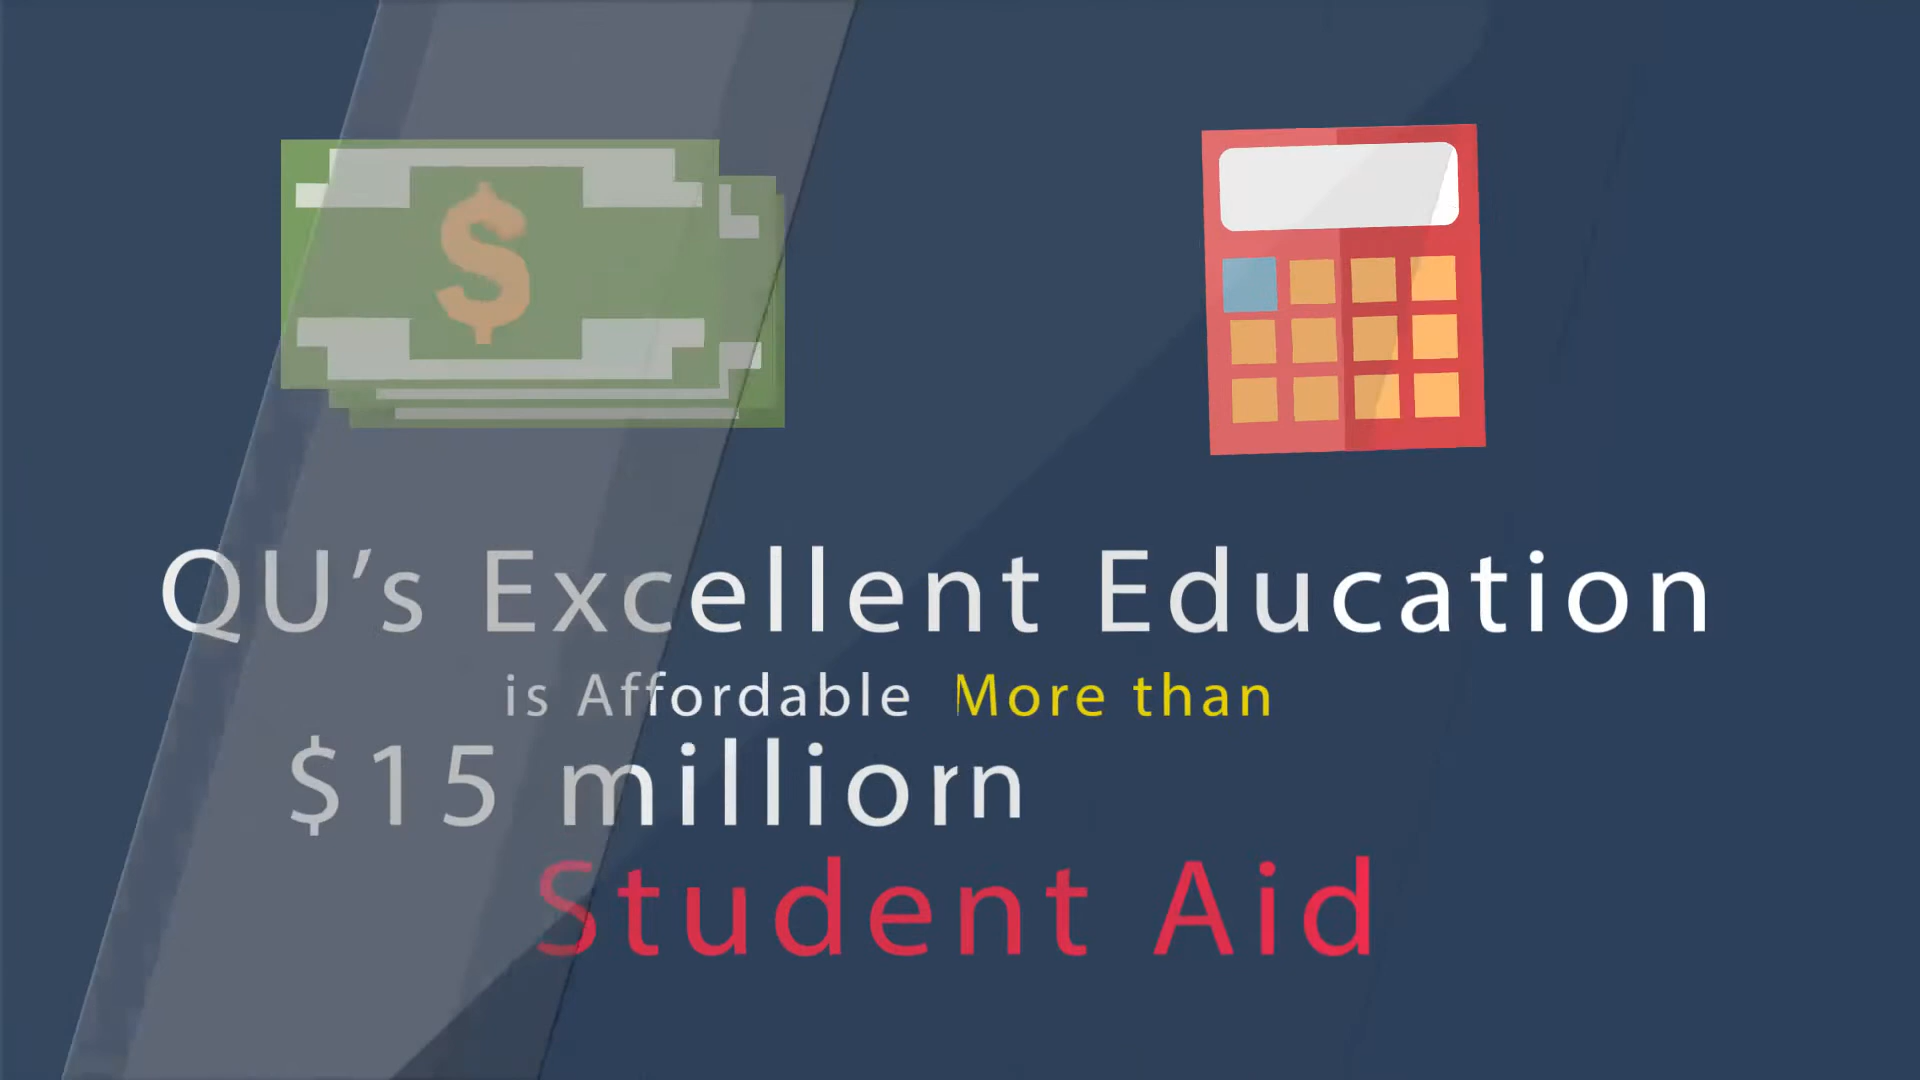 $
QU's Excellent Education
is Affordable More than
$15 milliorn
Student Aid